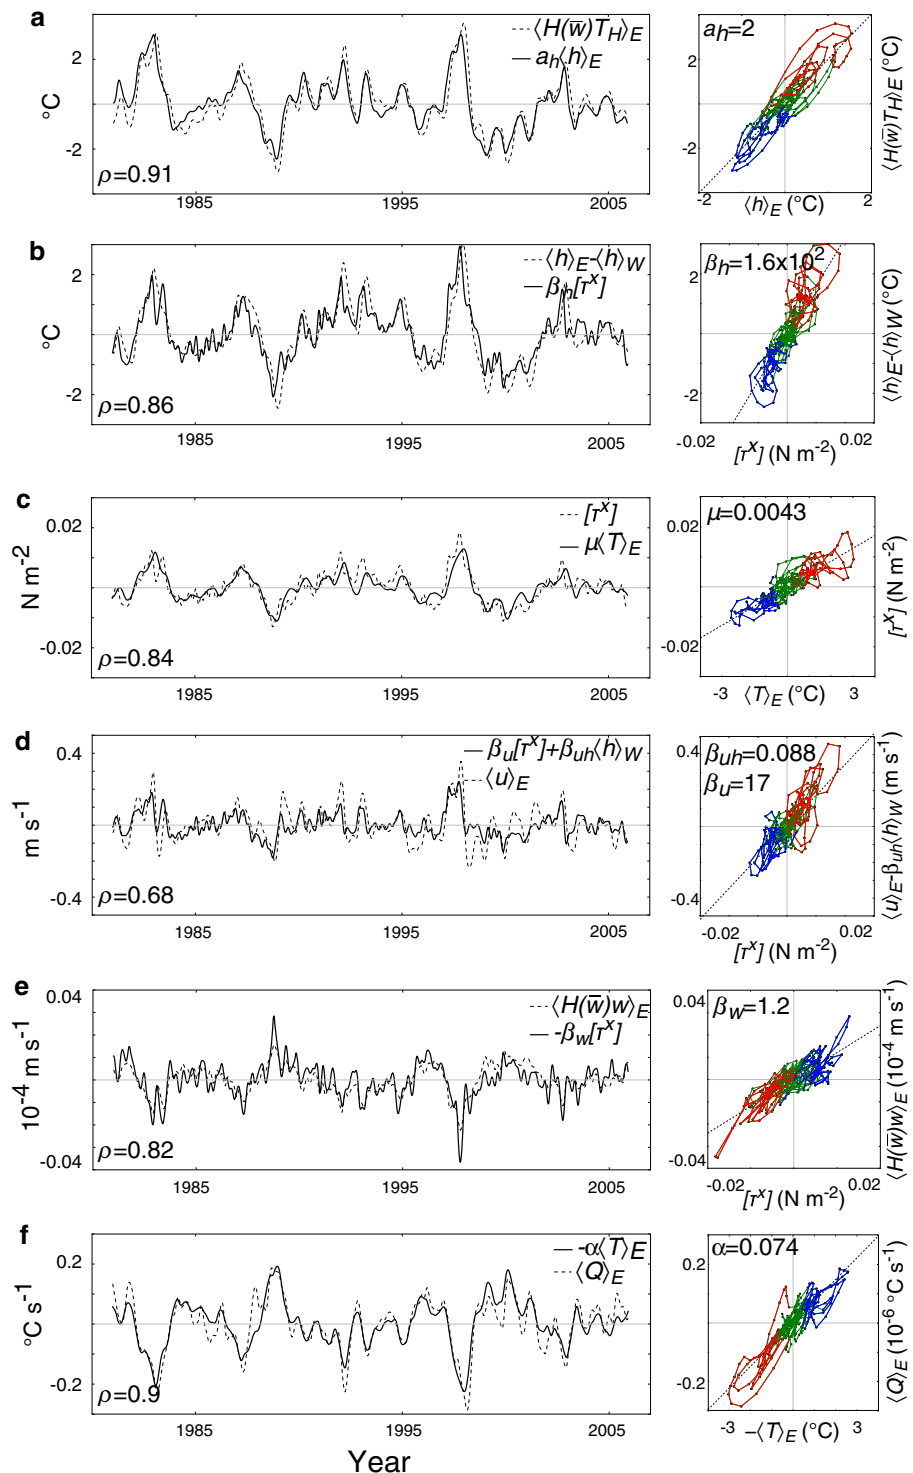 a
⟨H(w̅)T_H⟩_E
a_h⟨h⟩_E
2
°C
-2
ρ=0.91
1985 1995 2005
a_h=2
2
-2
⟨H(w̅)T_H⟩_E (°C)
-2 2
⟨h⟩_E (°C)
b
⟨h⟩_E-⟨h⟩_W
β_h[τ^x]
2
°C
-2
ρ=0.86
1985 1995 2005
β_h=1.6x10^2
2
-2
⟨h⟩_E-⟨h⟩_W (°C)
-0.02 0.02
[τ^x] (N m^-2)
c
[τ^x]
μ⟨T⟩_E
0.02
N m^-2
-0.02
ρ=0.84
1985 1995 2005
μ=0.0043
0.02
-0.02
[τ^x] (N m^-2)
-3 3
⟨T⟩_E (°C)
d
β_u[τ^x]+β_uh⟨h⟩_W
⟨u⟩_E
0.4
m s^-1
-0.4
ρ=0.68
1985 1995 2005
β_uh=0.088
β_u=17
0.4
-0.4
⟨u⟩_E-β_uh⟨h⟩_W (m s^-1)
-0.02 0.02
[τ^x] (N m^-2)
e
⟨H(w̅)w⟩_E
-β_w[τ^x]
0.04
10^-4 m s^-1
-0.04
ρ=0.82
1985 1995 2005
β_w=1.2
0.04
-0.04
⟨H(w̅)w⟩_E (10^-4 m s^-1)
-0.02 0.02
[τ^x] (N m^-2)
f
-α⟨T⟩_E
⟨Q⟩_E
0.2
°C s^-1
-0.2
ρ=0.9
1985 1995 2005
Year
α=0.074
0.2
-0.2
⟨Q⟩_E (10^-6 °C s^-1)
-3 3
-⟨T⟩_E (°C)